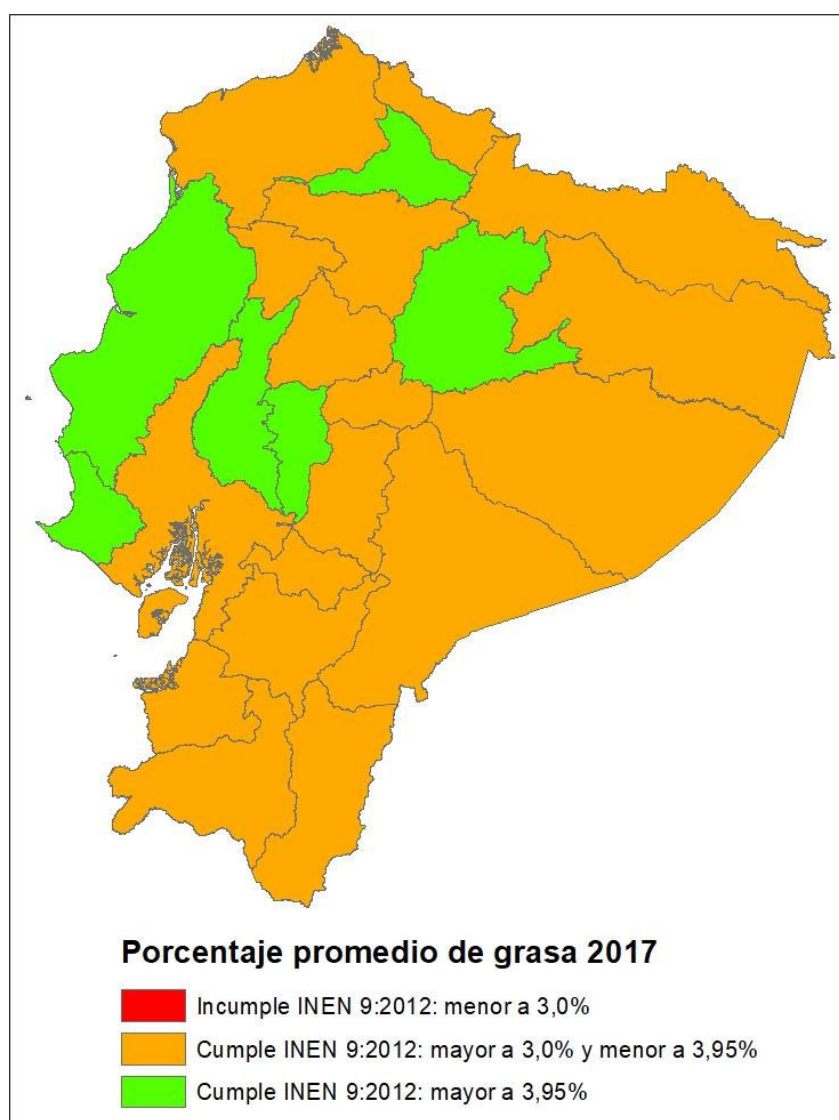 Porcentaje promedio de grasa 2017
Incumple INEN 9:2012: menor a 3,0%
Cumple INEN 9:2012: mayor a 3,0% y menor a 3,95%
Cumple INEN 9:2012: mayor a 3,95%